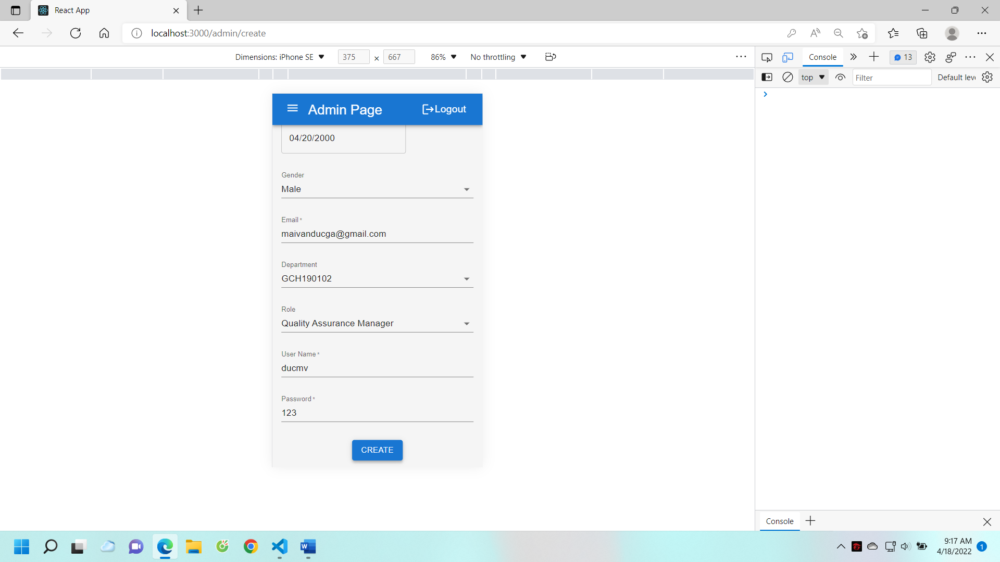 React App
localhost:3000/admin/create
Dimensions: iPhone SE 375 × 667 86% No throttling
Console 13
top Filter Default leve
Admin Page Logout
04/20/2000
Gender
Male
Email *
maivanducga@gmail.com
Department
GCH190102
Role
Quality Assurance Manager
User Name *
ducmv
Password *
123
CREATE
Console
9:17 AM
4/18/2022 1